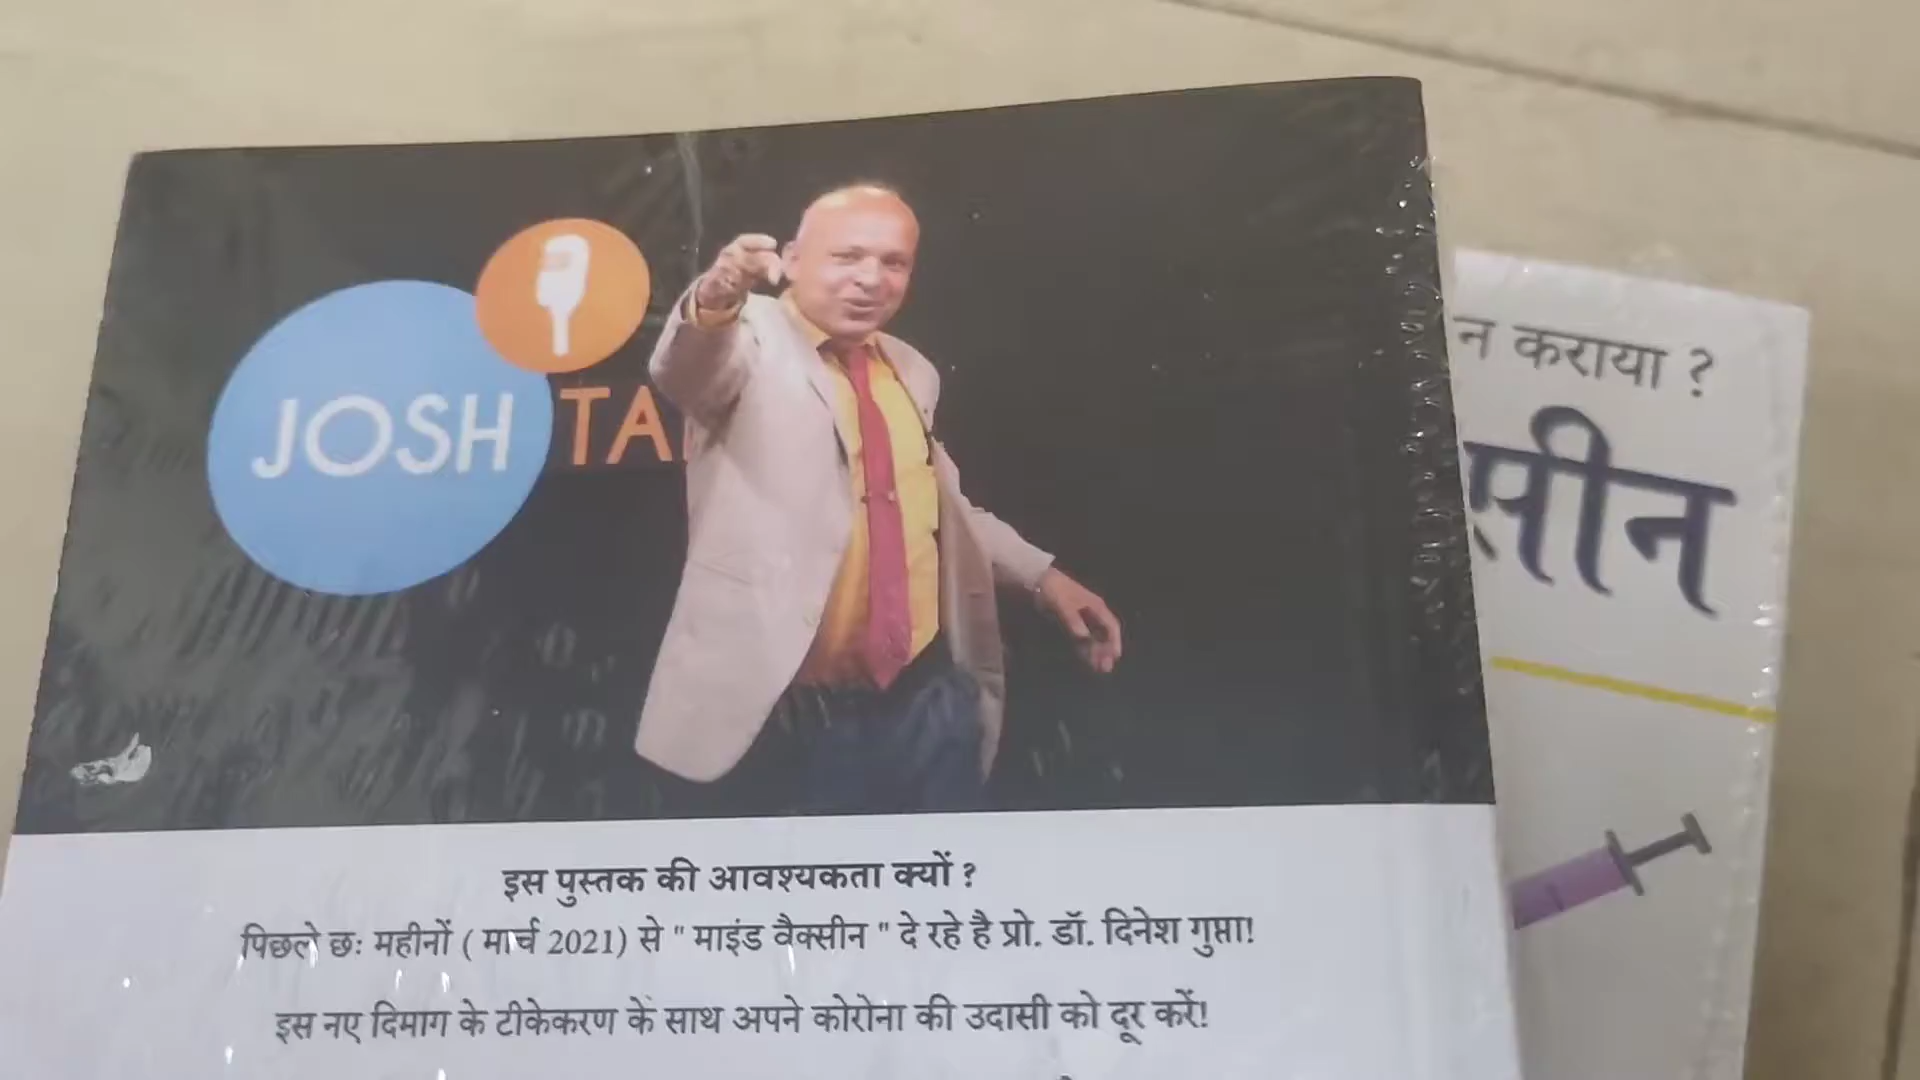 JOSH TA
इस पुस्तक की आवश्यकता क्यों ?
पिछले छः महीनों ( मार्च 2021) से " माइंड वैक्सीन " दे रहे है प्रो. डॉ. दिनेश गुप्ता!
इस नए दिमाग के टीकेकरण के साथ अपने कोरोना की उदासी को दूर करें!
न कराया ?
सीन